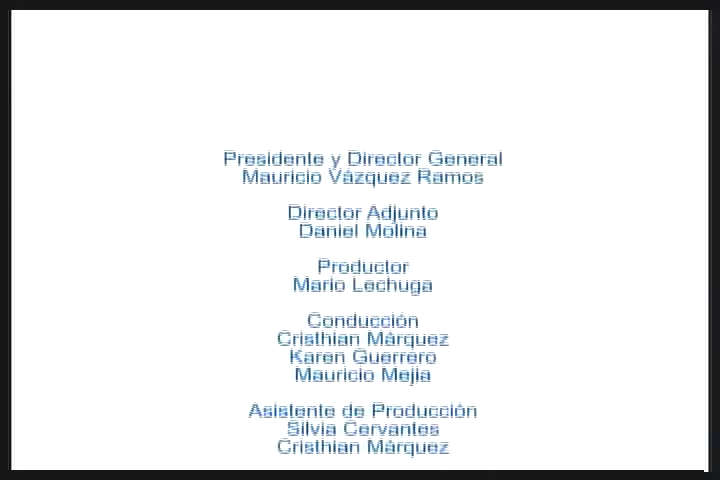 Presidente y Director General
Mauricio Vázquez Ramos
Director Adjunto
Daniel Molina
Productor
Mario Lechuga
Conducción
Cristhian Márquez
Karen Guerrero
Mauricio Mejia
Asistente de Producción
Silvia Cervantes
Cristhian Márquez